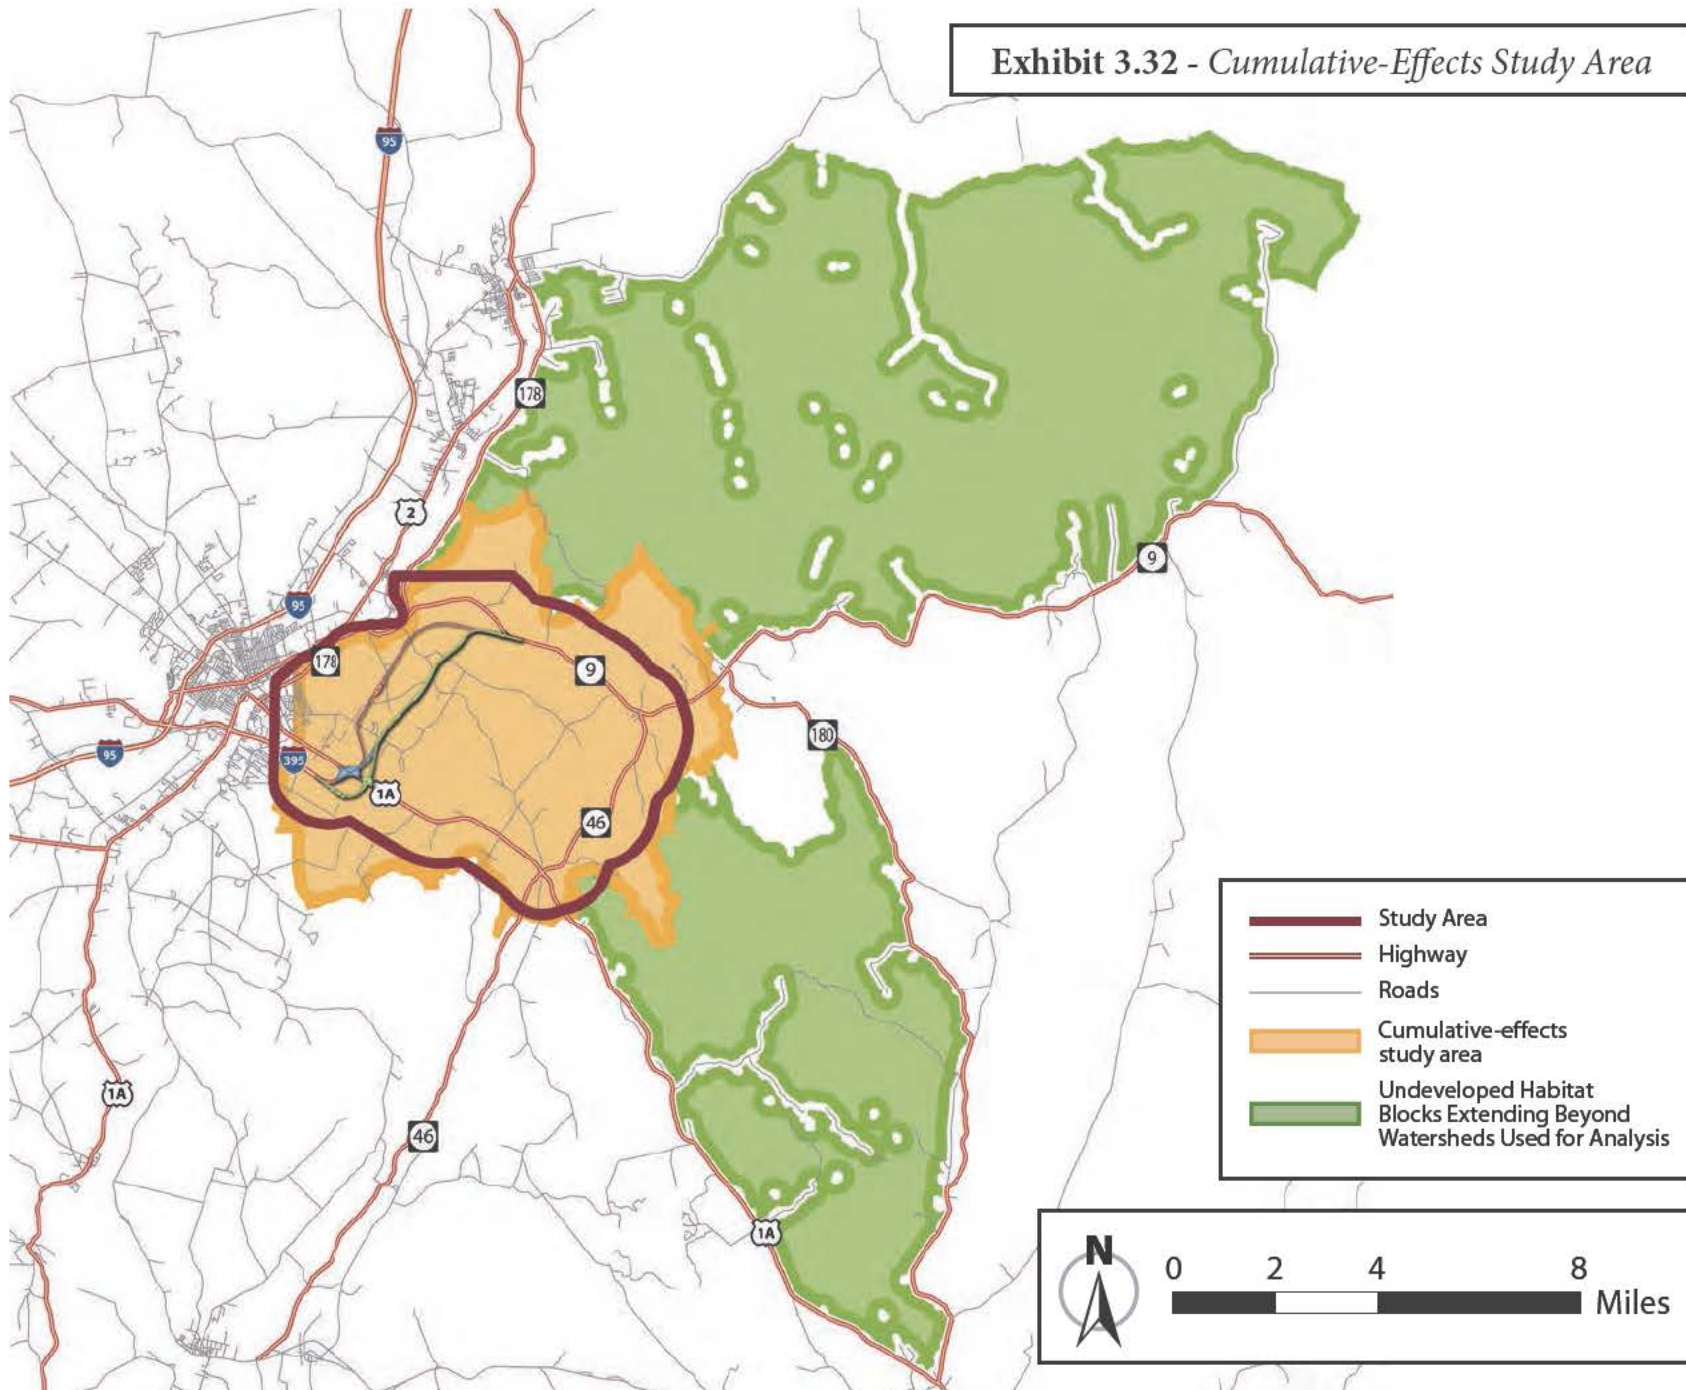 Exhibit 3.32 - Cumulative-Effects Study Area
95
178
2
9
95
178
9
180
95
395
1A
46
1A
46
1A
Study Area
Highway
Roads
Cumulative-effects
study area
Undeveloped Habitat
Blocks Extending Beyond
Watersheds Used for Analysis
N
0 2 4 8
Miles